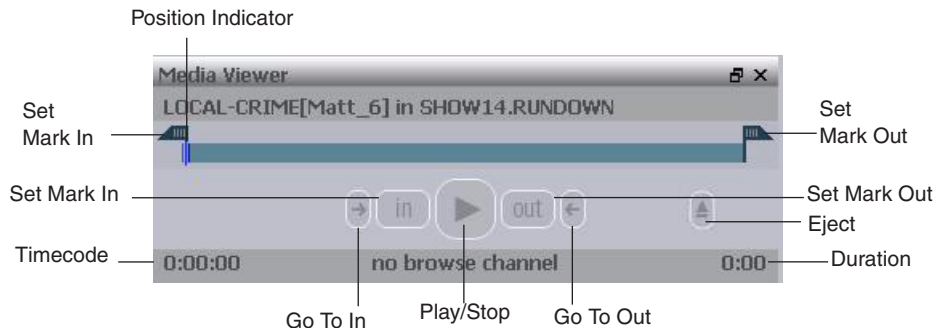 Position Indicator
Media Viewer
LOCAL-CRIME[Matt_6] in SHOW14.RUNDOWN
Set
Mark In
Set
Mark Out
Set Mark In
in
out
Set Mark Out
Eject
Timecode
0:00:00
no browse channel
0:00
Duration
Go To In
Play/Stop
Go To Out